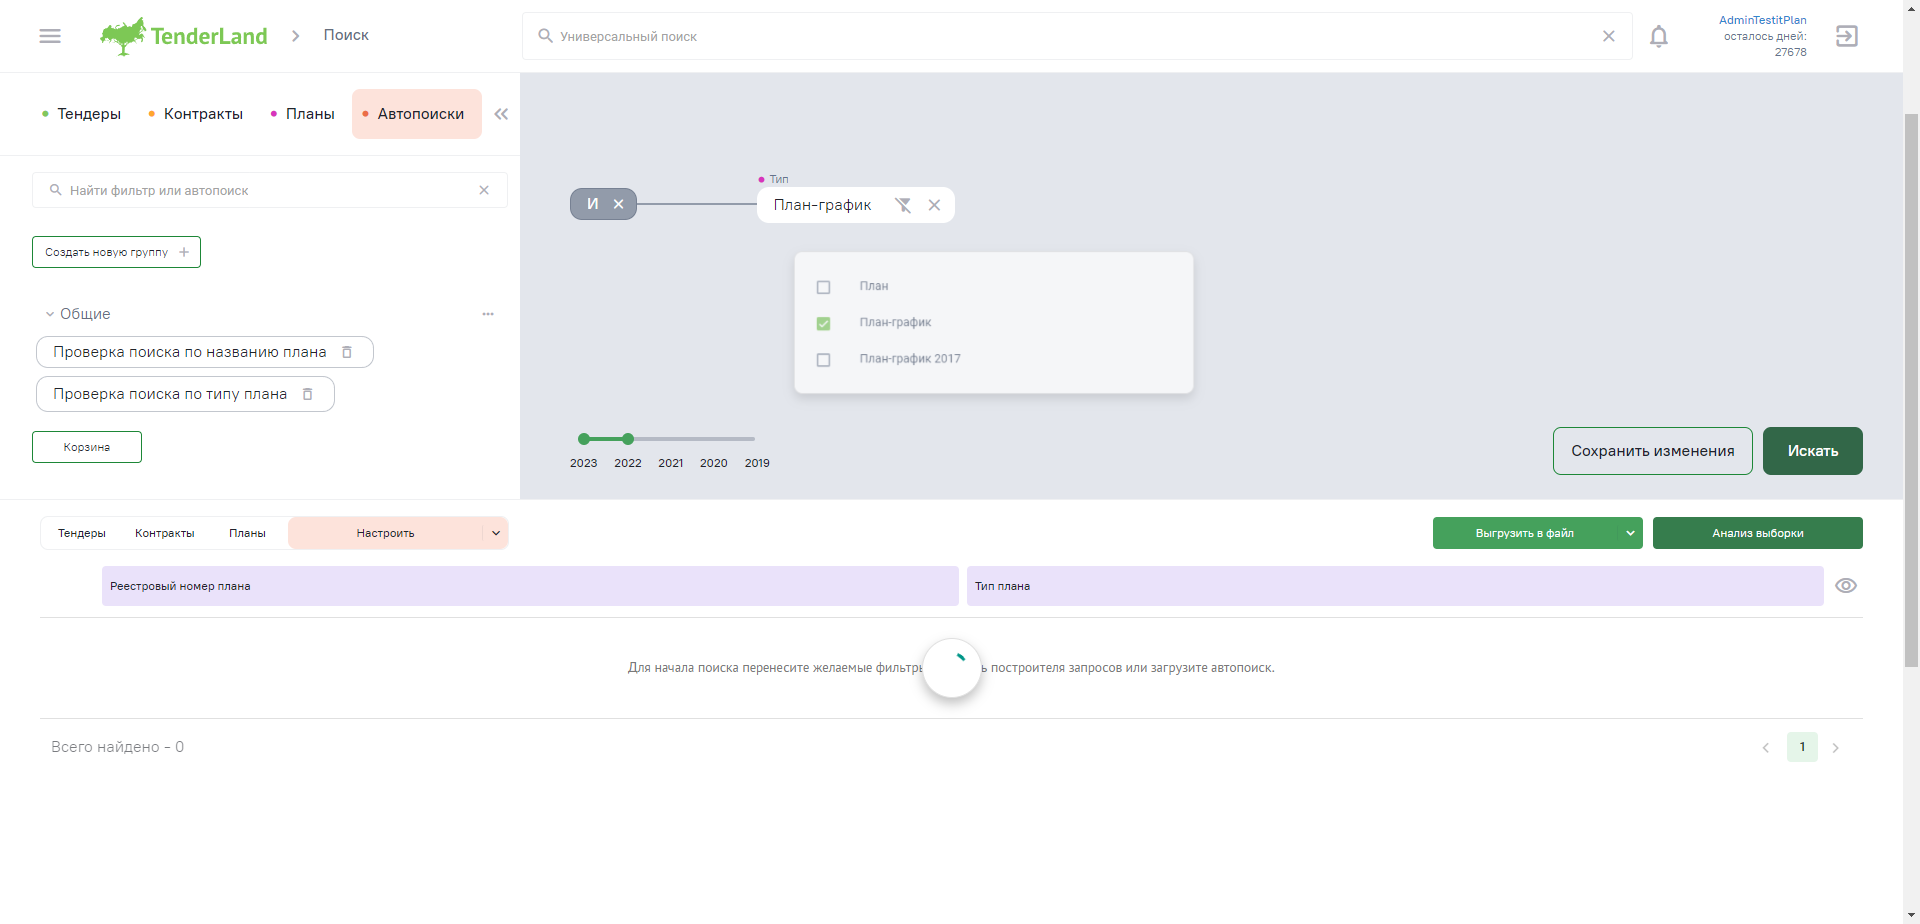 TenderLand
Поиск
Универсальный поиск
AdminTestitPlan
осталось дней:
27678
Тендеры
Контракты
Планы
Автопоиски
Найти фильтр или автопоиск
Создать новую группу
Общие
Проверка поиска по названию плана
Проверка поиска по типу плана
Корзина
Тип
И
План-график
План
План-график
План-график 2017
2023 2022 2021 2020 2019
Сохранить изменения
Искать
Тендеры
Контракты
Планы
Настроить
Выгрузить в файл
Анализ выборки
Реестровый номер плана
Тип плана
Для начала поиска перенесите желаемые построителя запросов или загрузите автопоиск.
Всего найдено - 0
1